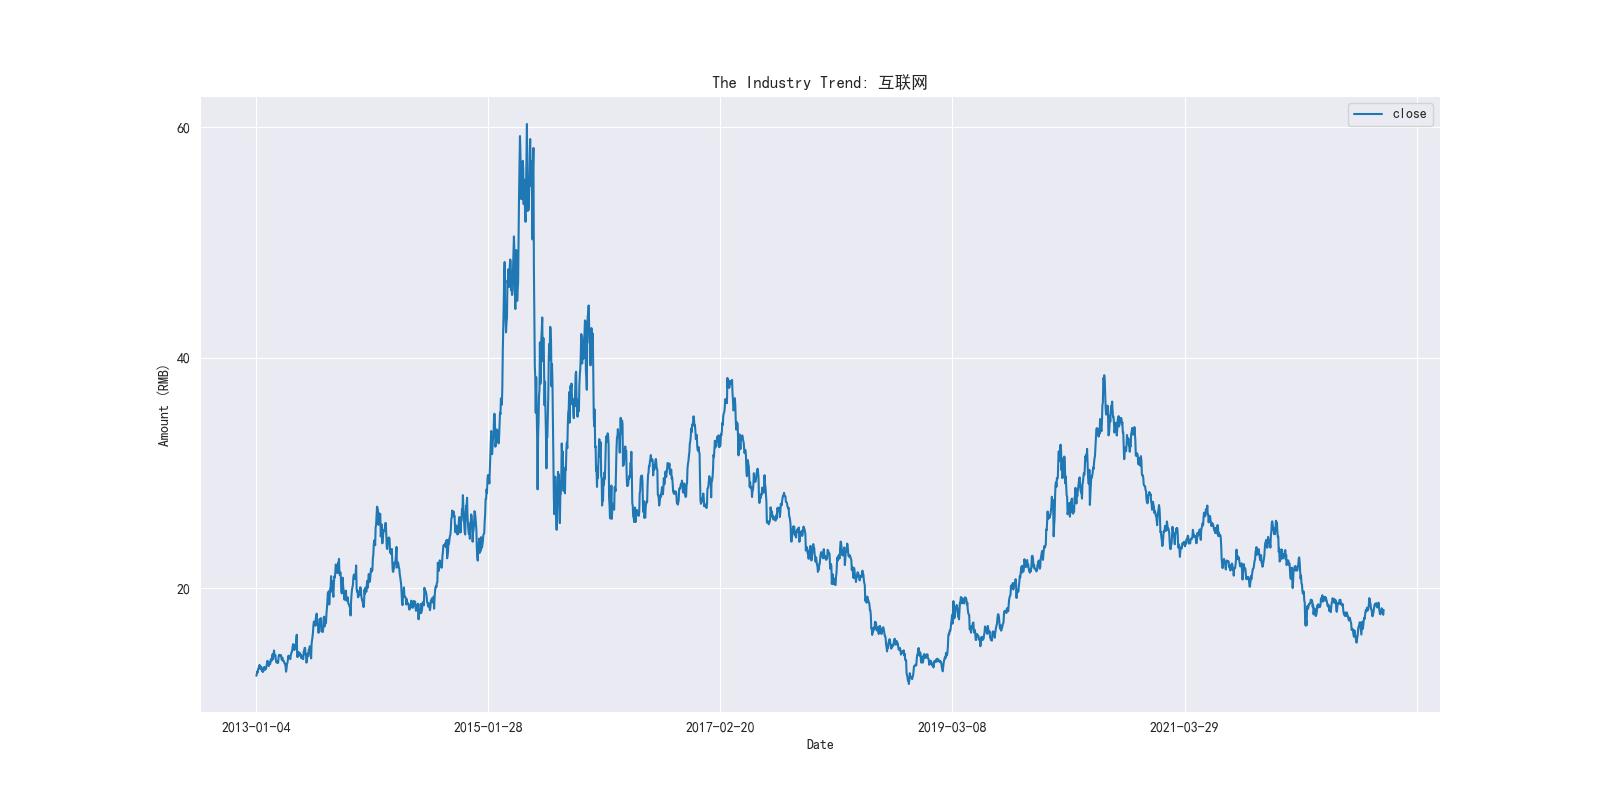 The Industry Trend: 互联网
close
60
40
20
Amount (RMB)
2013-01-04 2015-01-28 2017-02-20 2019-03-08 2021-03-29
Date